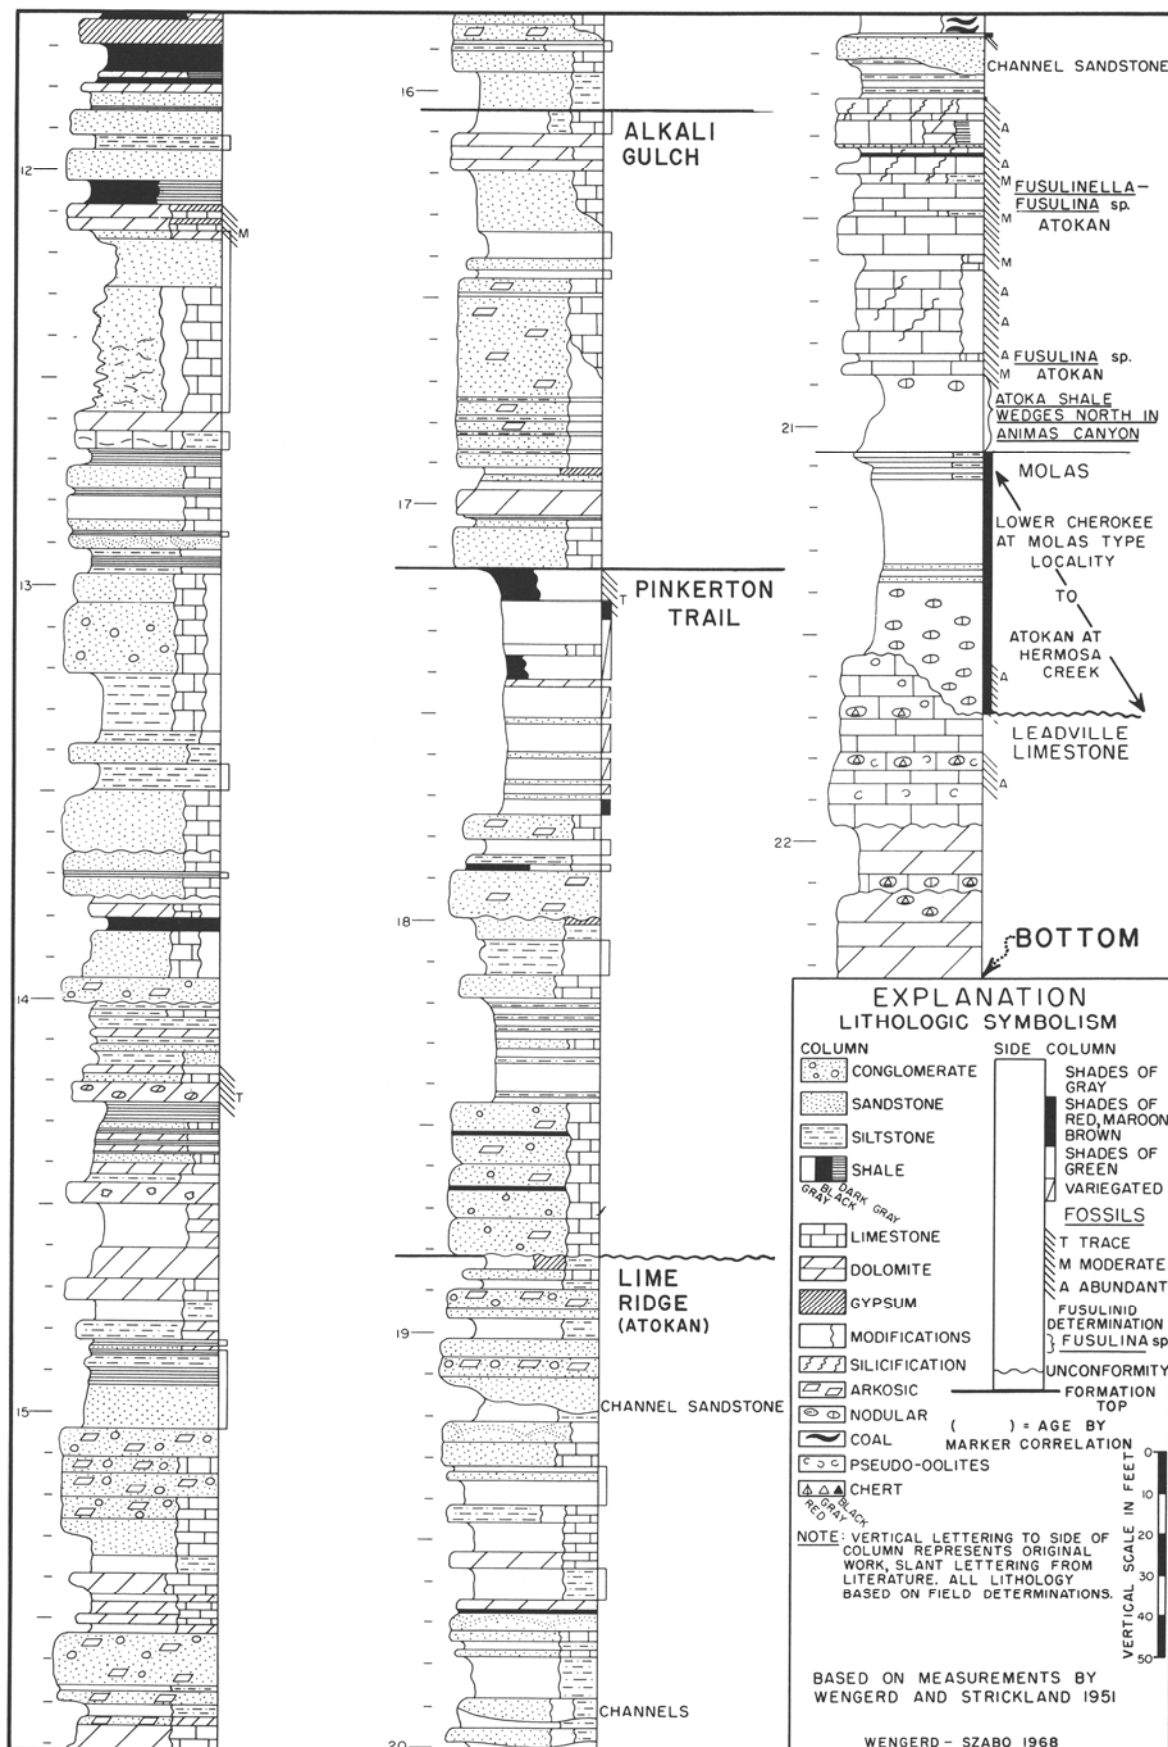 12
M
13
14
T
15
16
ALKALI
GULCH
17
PINKERTON
TRAIL
T
18
LIME
RIDGE
(ATOKAN)
19
CHANNEL SANDSTONE
CHANNELS
20
CHANNEL SANDSTONE
A
A
M
FUSULINELLA-
FUSULINA sp.
M
ATOKAN
M
A
A
A FUSULINA sp.
M ATOKAN
ATOKA SHALE
WEDGES NORTH IN
ANIMAS CANYON
21
MOLAS
LOWER CHEROKEE
AT MOLAS TYPE
LOCALITY
TO
ATOKAN AT
HERMOSA
CREEK
A
LEADVILLE
LIMESTONE
A
22
BOTTOM
EXPLANATION
LITHOLOGIC SYMBOLISM
COLUMN
CONGLOMERATE
SANDSTONE
SILTSTONE
SHALE
GRAY
BLACK
DARK GRAY
LIMESTONE
DOLOMITE
GYPSUM
MODIFICATIONS
SILICIFICATION
ARKOSIC
NODULAR
COAL
PSEUDO-OOLITES
CHERT
RED
GRAY
BLACK
SIDE COLUMN
SHADES OF
GRAY
SHADES OF
RED, MAROON
BROWN
SHADES OF
GREEN
VARIEGATED
FOSSILS
T TRACE
M MODERATE
A ABUNDANT
FUSULINID
DETERMINATION
FUSULINA sp
UNCONFORMITY
FORMATION
TOP
( ) = AGE BY
MARKER CORRELATION
NOTE: VERTICAL LETTERING TO SIDE OF
COLUMN REPRESENTS ORIGINAL
WORK, SLANT LETTERING FROM
LITERATURE. ALL LITHOLOGY
BASED ON FIELD DETERMINATIONS.
VERTICAL SCALE IN FEET
0
10
20
30
40
50
BASED ON MEASUREMENTS BY
WENGERD AND STRICKLAND 1951
WENGERD - SZABO 1968